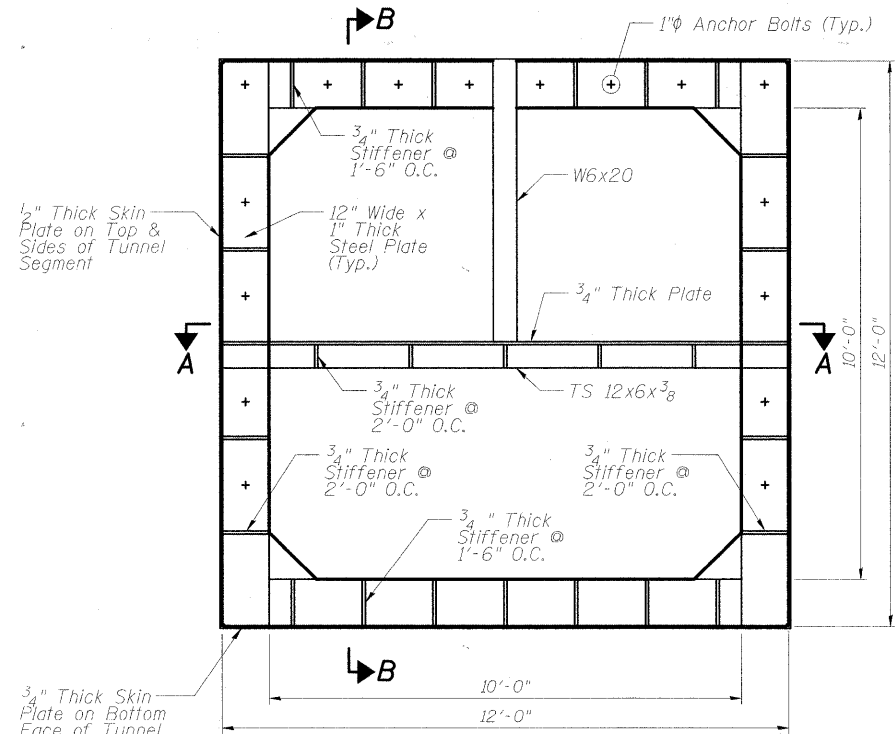 B
1"ϕ Anchor Bolts (Typ.)
3/4" Thick
Stiffener @
1'-6" O.C.
W6x20
1/2" Thick Skin
Plate on Top &
Sides of Tunnel
Segment
12" Wide x
1" Thick
Steel Plate
(Typ.)
3/4" Thick Plate
A
A
10'-0"
12'-0"
3/4" Thick
Stiffener @
2'-0" O.C.
TS 12x6x3/8
3/4" Thick
Stiffener @
2'-0" O.C.
3/4" Thick
Stiffener @
2'-0" O.C.
3/4" Thick
Stiffener @
1'-6" O.C.
B
3/4" Thick Skin
Plate on Bottom
Face of Tunnel
10'-0"
12'-0"